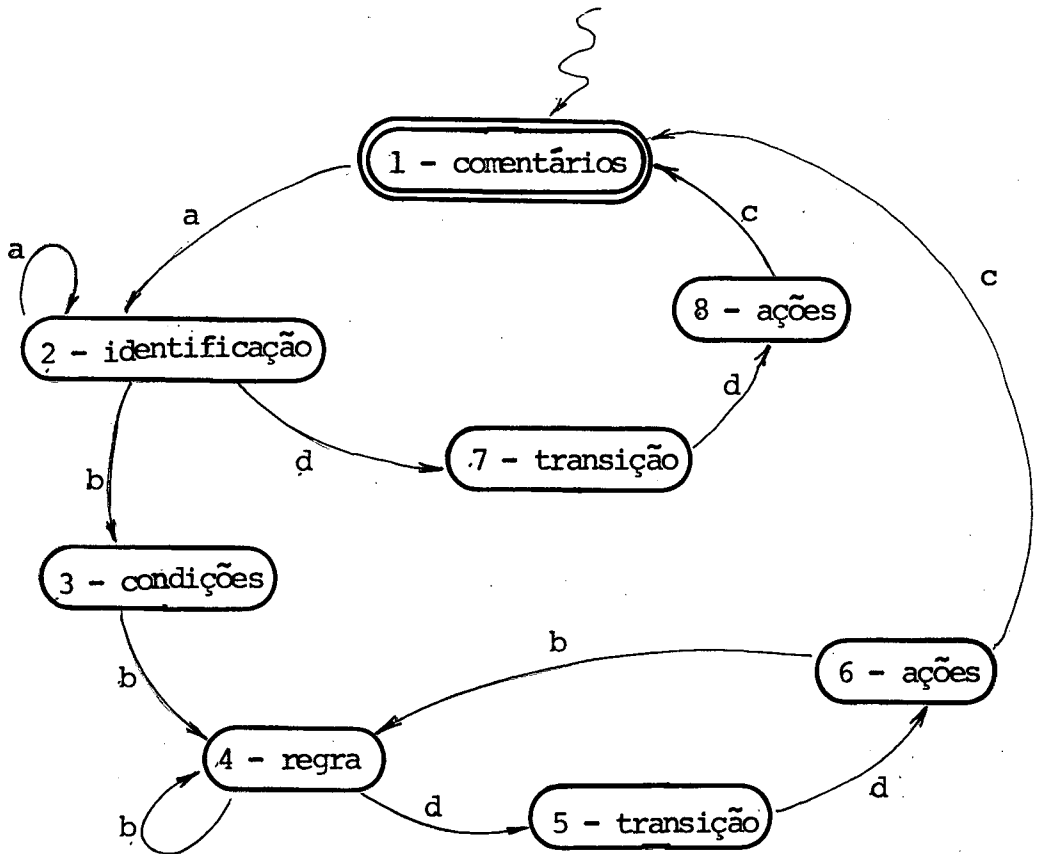 1 - comentários
a
c
a
c
8 - ações
2 - identificação
d
7 - transição
d
b
3 - condições
b
b
6 - ações
4 - regra
d
d
5 - transição
b